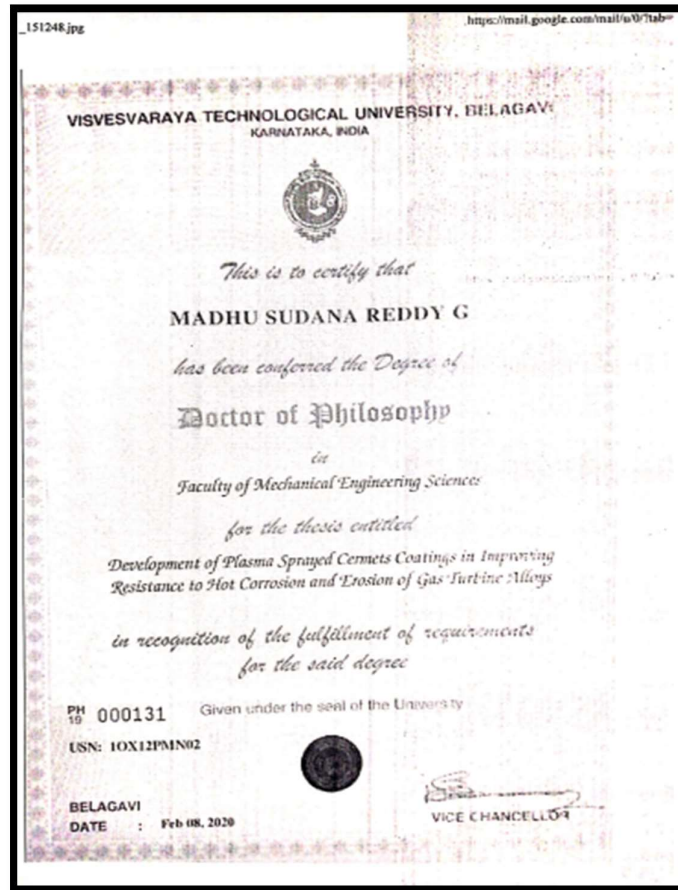 _151248.jpg
https://mail.google.com/mail/u/0/?tab=
VISVESVARAYA TECHNOLOGICAL UNIVERSITY, BELAGAVI
KARNATAKA, INDIA
This is to certify that
MADHU SUDANA REDDY G
has been conferred the Degree of
Doctor of Philosophy
in
Faculty of Mechanical Engineering Sciences
for the thesis entitled
Development of Plasma Sprayed Cermets Coatings in Improving
Resistance to Hot Corrosion and Erosion of Gas Turbine Alloys
in recognition of the fulfillment of requirements
for the said degree
PH 19 000131
Given under the seal of the University
USN: 1OX12PMN02
BELAGAVI
DATE : Feb 08, 2020
VICE CHANCELLOR